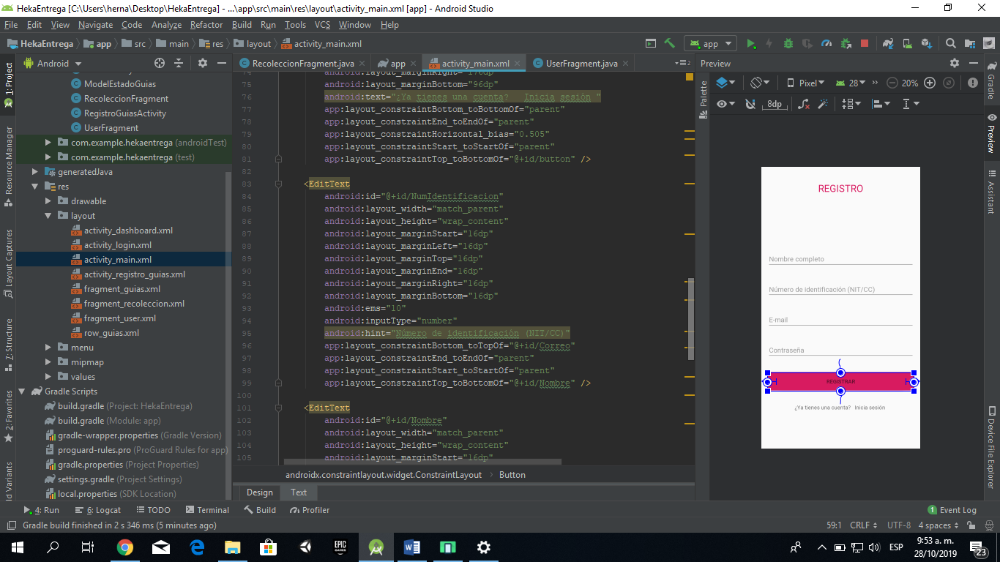 HekaEntrega [C:\Users\herna\Desktop\HekaEntrega] - ...\app\src\main\res\layout\activity_main.xml [app] - Android Studio
File Edit View Navigate Code Analyze Refactor Build Run Tools VCS Window Help
HekaEntrega app src main res layout activity_main.xml
app
1: Project
Resource Manager
Layout Captures
7: Structure
2: Favorites
ld Variants
Android
ModelEstadoGuias
RecoleccionFragment
RegistroGuiasActivity
UserFragment
com.example.hekaentrega (androidTest)
com.example.hekaentrega (test)
generatedJava
res
drawable
layout
activity_dashboard.xml
activity_login.xml
activity_main.xml
activity_registro_guias.xml
fragment_guias.xml
fragment_recoleccion.xml
fragment_user.xml
row_guias.xml
menu
mipmap
values
Gradle Scripts
build.gradle (Project: HekaEntrega)
build.gradle (Module: app)
gradle-wrapper.properties (Gradle Version)
proguard-rules.pro (ProGuard Rules for app)
gradle.properties (Project Properties)
settings.gradle (Project Settings)
local.properties (SDK Location)
RecoleccionFragment.java app activity_main.xml UserFragment.java
74 android:layout_marginRight="176dp"
75 android:layout_marginBottom="96dp"
76 android:text="¿Ya tienes una cuenta?   Inicia sesión "
77 app:layout_constraintBottom_toBottomOf="parent"
78 app:layout_constraintEnd_toEndOf="parent"
79 app:layout_constraintHorizontal_bias="0.505"
80 app:layout_constraintStart_toStartOf="parent"
81 app:layout_constraintTop_toBottomOf="@+id/button" />
82
83 <EditText
84 android:id="@+id/NumIdentificacion"
85 android:layout_width="match_parent"
86 android:layout_height="wrap_content"
87 android:layout_marginStart="16dp"
88 android:layout_marginLeft="16dp"
89 android:layout_marginTop="16dp"
90 android:layout_marginEnd="16dp"
91 android:layout_marginRight="16dp"
92 android:layout_marginBottom="16dp"
93 android:ems="10"
94 android:inputType="number"
95 android:hint="Número de identificación (NIT/CC)"
96 app:layout_constraintBottom_toTopOf="@+id/Correo"
97 app:layout_constraintEnd_toEndOf="parent"
98 app:layout_constraintStart_toStartOf="parent"
99 app:layout_constraintTop_toBottomOf="@+id/Nombre" />
100
101 <EditText
102 android:id="@+id/Nombre"
103 android:layout_width="match_parent"
104 android:layout_height="wrap_content"
105 android:layout_marginStart="16dp"
androidx.constraintlayout.widget.ConstraintLayout Button
Design Text
Preview
Palette
Pixel 28 » 20%
8dp
REGISTRO
Nombre completo
Número de identificación (NIT/CC)
E-mail
Contraseña
REGISTRAR
¿Ya tienes una cuenta?   Inicia sesión
Gradle
Preview
Assistant
Device File Explorer
4: Run 6: Logcat TODO Terminal Build Profiler 1 Event Log
Gradle build finished in 2 s 346 ms (5 minutes ago) 59:1 CRLF UTF-8 4 spaces
EPIC GAMES
W
ESP
9:53 a. m.
28/10/2019
23